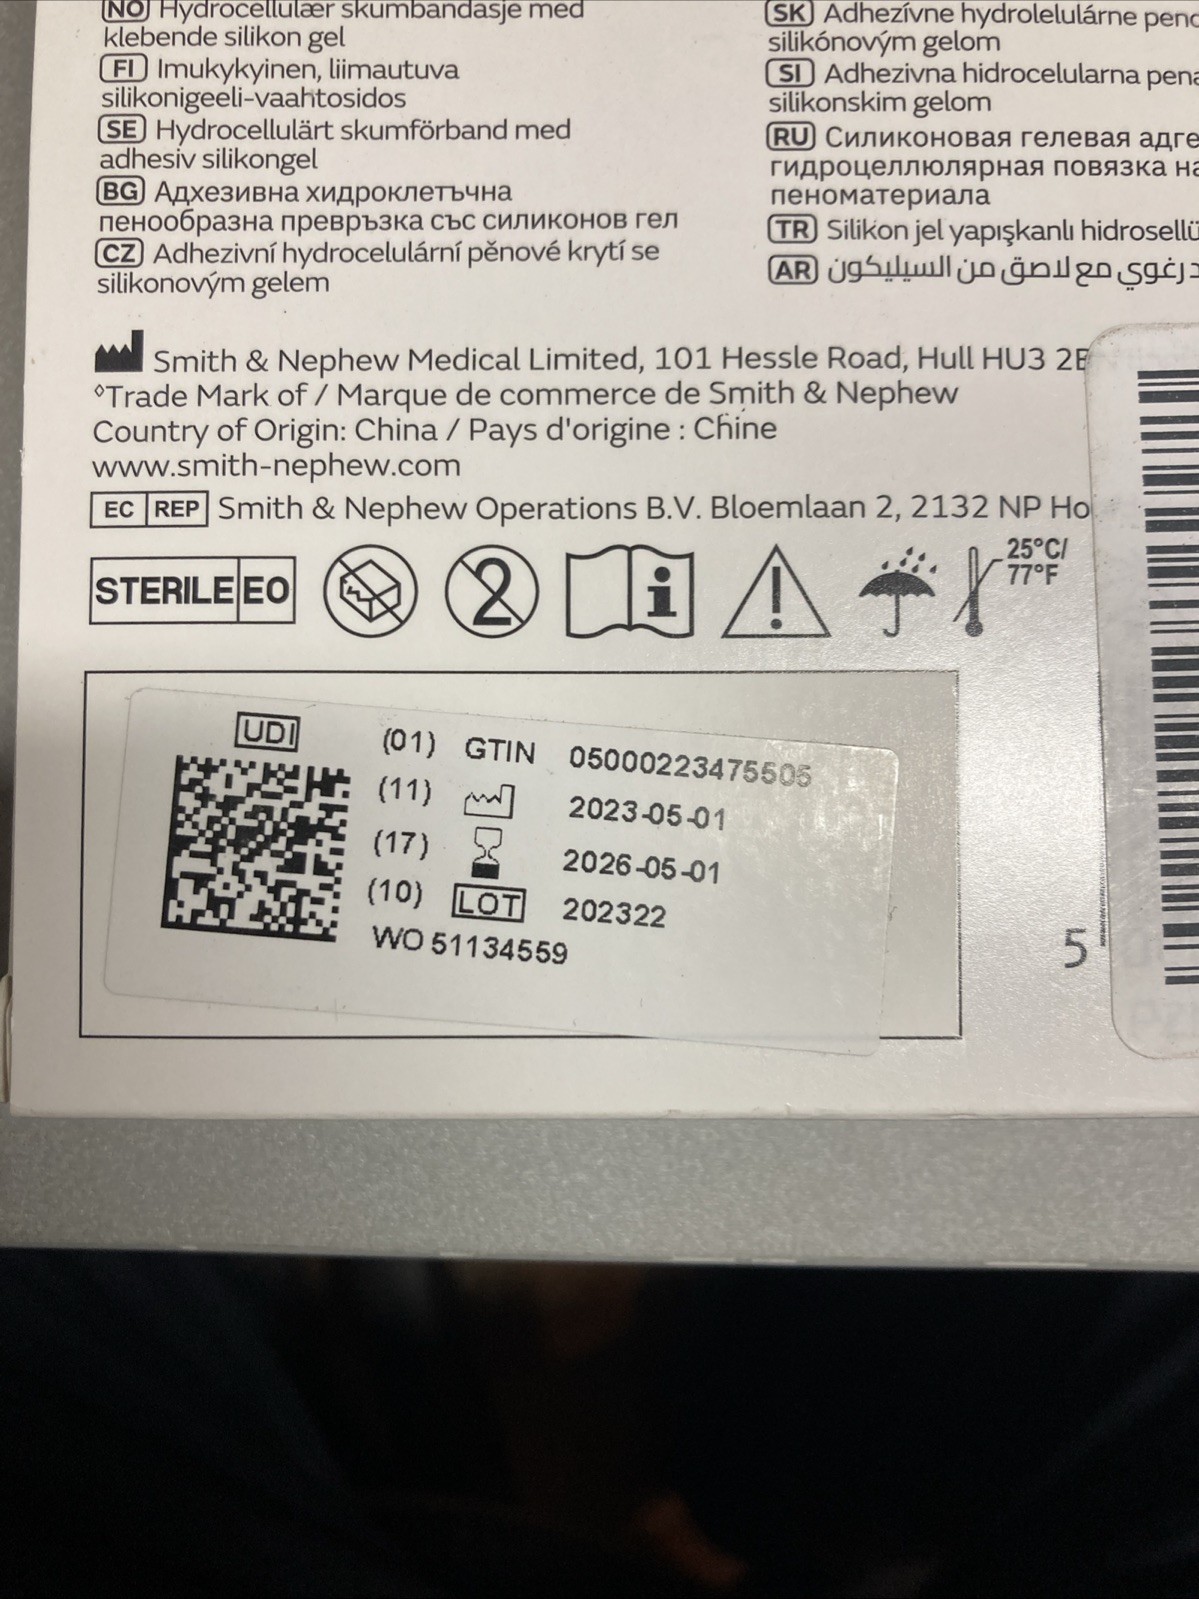 NO Hydrocellulær skumbandasje med
klebende silikon gel
FI Imukykyinen, liimautuva
silikonigeeli-vaahtosidos
SE Hydrocellulärt skumförband med
adhesiv silikongel
BG Адхезивна хидроклетъчна
пенообразна превръзка със силиконов гел
CZ Adhezivní hydrocelulární pěnové krytí se
silikonovým gelem
SK Adhezívne hydrolelulárne
silikónovým gelom
SI Adhezivna hidrocelularna
silikonskim gelom
RU Силиконовая гелевая
гидроцеллюлярная повязка
пеноматериала
TR Silikon jel yapışkanlı
AR رغوي مع لاصق من السيليكون
Smith & Nephew Medical Limited, 101 Hessle Road, Hull HU3
◊Trade Mark of / Marque de commerce de Smith & Nephew
Country of Origin: China / Pays d'origine : Chine
www.smith-nephew.com
EC REP Smith & Nephew Operations B.V. Bloemlaan 2, 2132 NP
STERILE EO 2 i ! 25°C/
77°F
UDI
(01) GTIN 05000223475505
(11) 2023-05-01
(17) 2026-05-01
(10) LOT 202322
WO 51134559
5